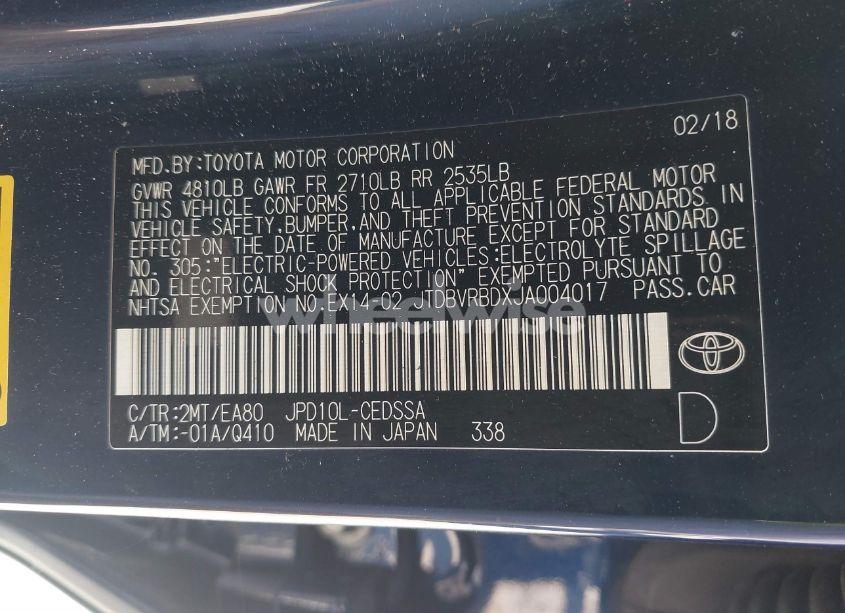 02/18
MFD.BY:TOYOTA MOTOR CORPORATION
GVWR 4810LB GAWR FR 2710LB RR 2535LB
THIS VEHICLE CONFORMS TO ALL APPLICABLE FEDERAL MOTOR
VEHICLE SAFETY,BUMPER,AND THEFT PREVENTION STANDARDS IN
EFFECT ON THE DATE OF MANUFACTURE EXCEPT FOR STANDARD
NO. 305:"ELECTRIC-POWERED VEHICLES:ELECTROLYTE SPILLAGE
AND ELECTRICAL SHOCK PROTECTION" EXEMPTED PURSUANT TO
NHTSA EXEMPTION NO.EX14-02 JTDBVRBDXJA004017 PASS.CAR
wheelwise
C/TR:2MT/EA80 JPD10L-CEDSSA
A/TM:-01A/Q410 MADE IN JAPAN 338
D